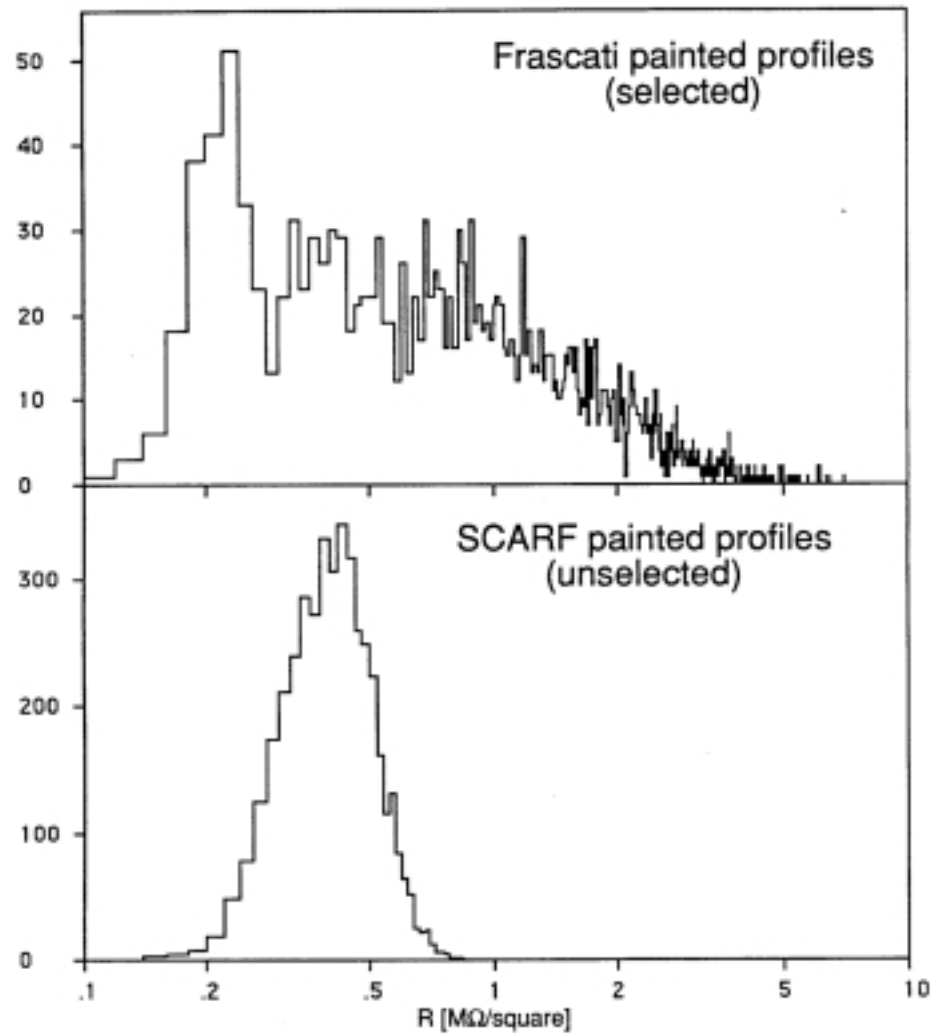 Frascati painted profiles
(selected)
50
40
30
20
10
0
SCARF painted profiles
(unselected)
300
200
100
0
.1 .2 .5 1 2 5 10
R [MΩ/square]